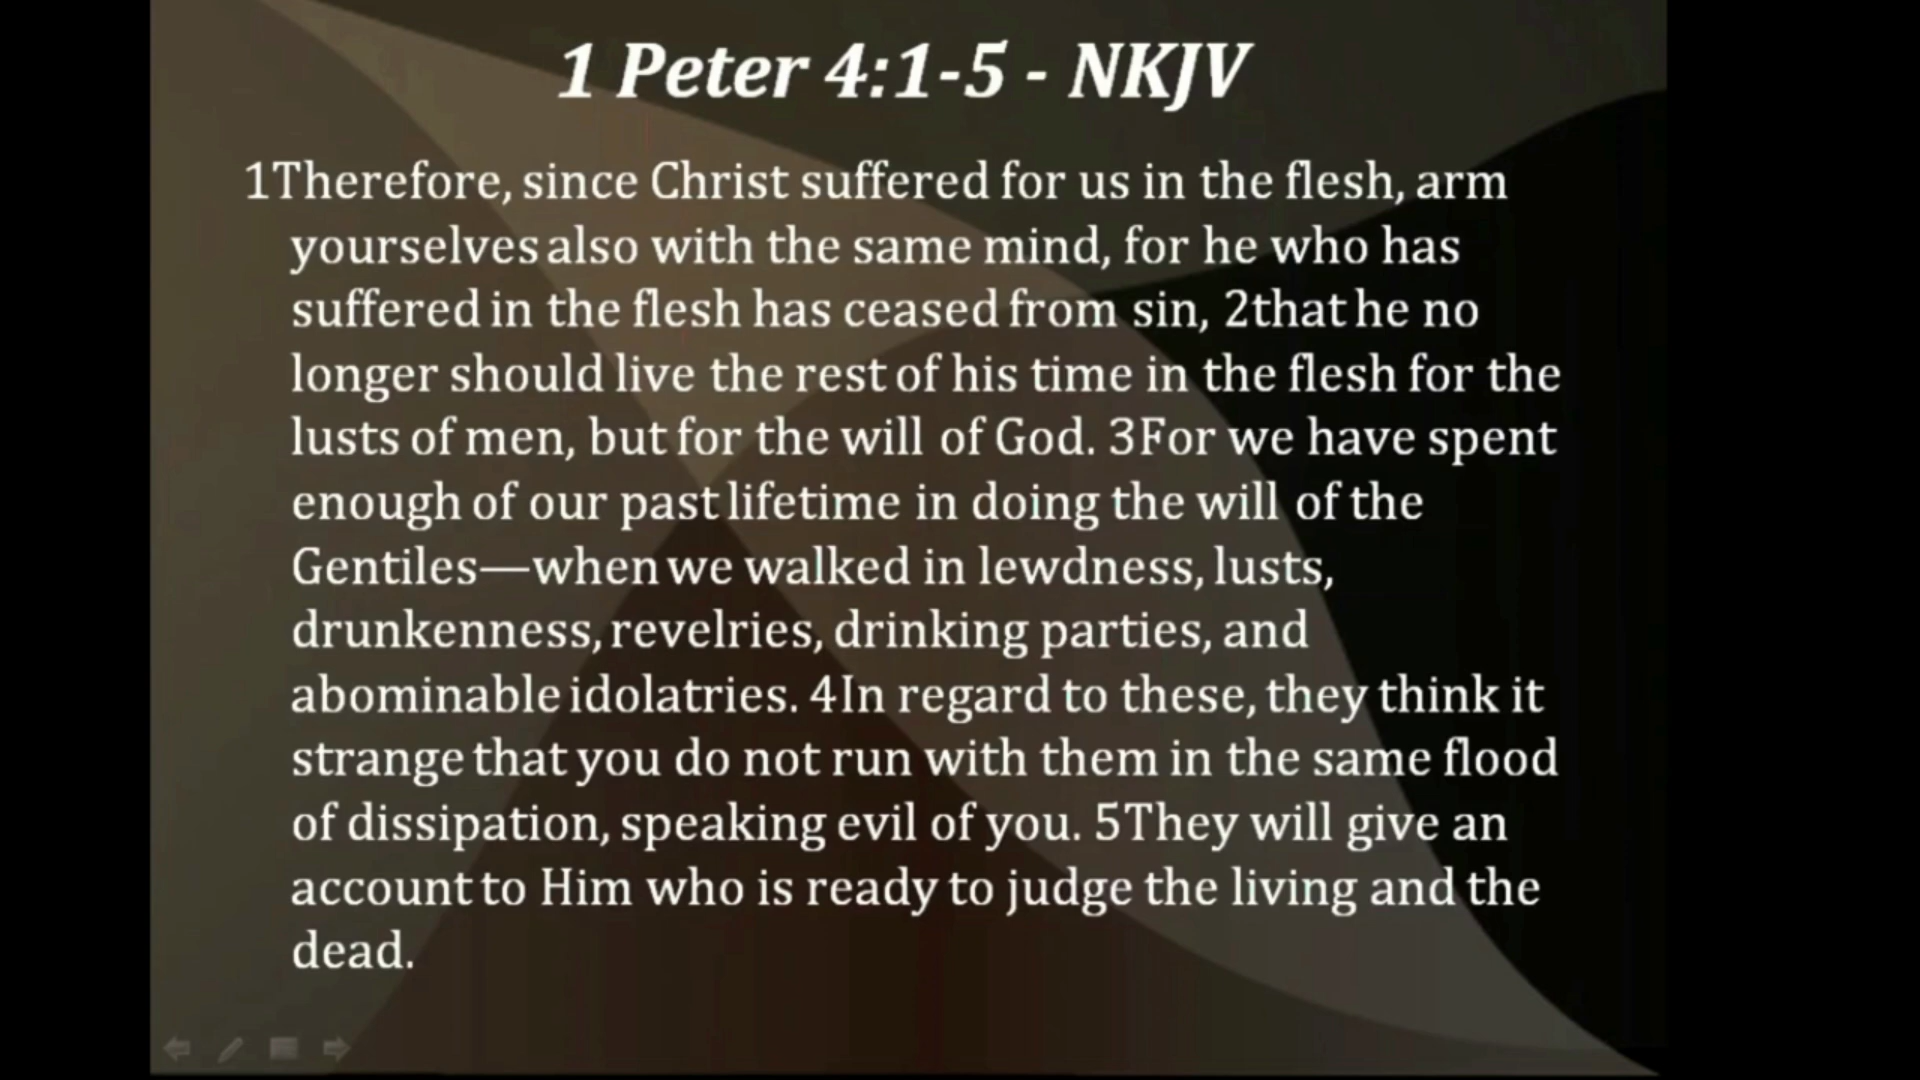 1 Peter 4:1-5 - NKJV
1Therefore, since Christ suffered for us in the flesh, arm
yourselves also with the same mind, for he who has
suffered in the flesh has ceased from sin, 2that he no
longer should live the rest of his time in the flesh for the
lusts of men, but for the will of God. 3For we have spent
enough of our past lifetime in doing the will of the
Gentiles—when we walked in lewdness, lusts,
drunkenness, revelries, drinking parties, and
abominable idolatries. 4In regard to these, they think it
strange that you do not run with them in the same flood
of dissipation, speaking evil of you. 5They will give an
account to Him who is ready to judge the living and the
dead.